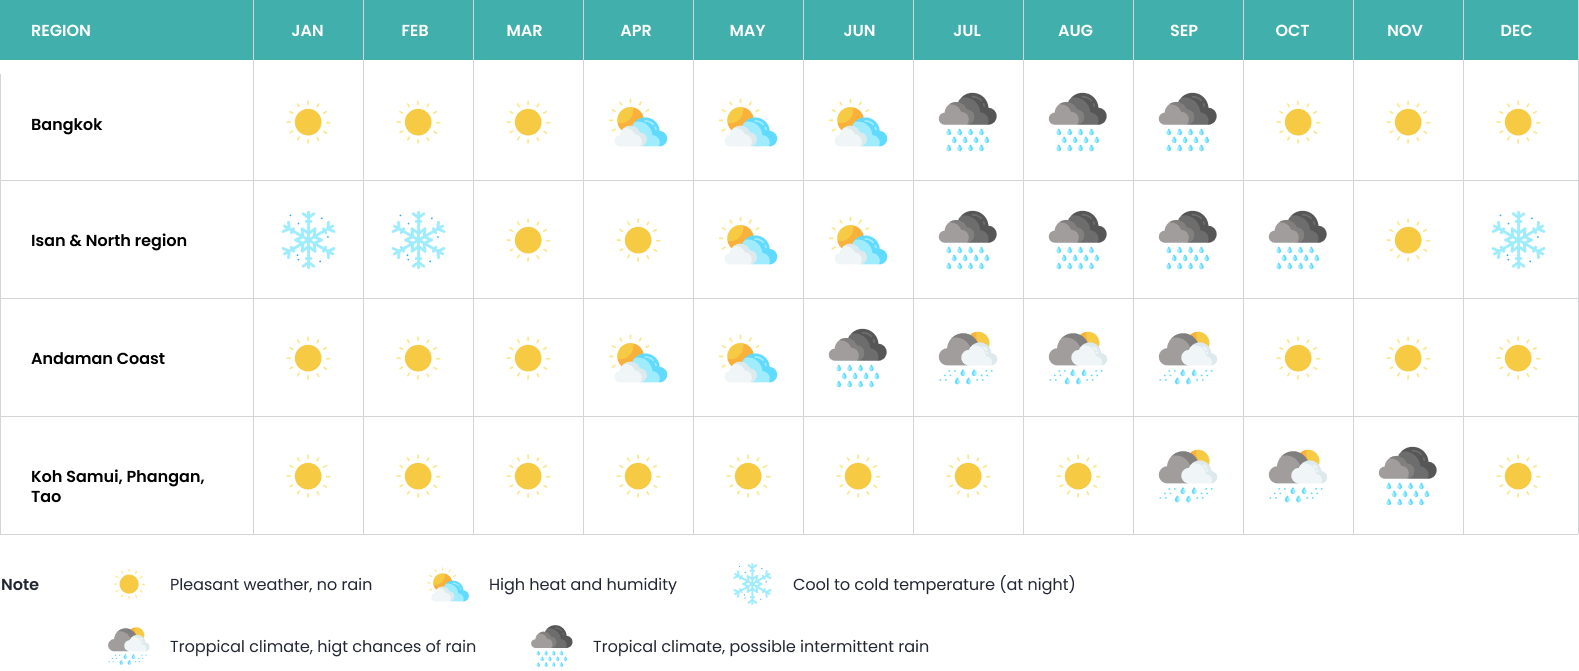 REGION JAN FEB MAR APR MAY JUN JUL AUG SEP OCT NOV DEC
Bangkok
Isan & North region
Andaman Coast
Koh Samui, Phangan,
Tao
Note Pleasant weather, no rain High heat and humidity Cool to cold temperature (at night)
Troppical climate, higt chances of rain Tropical climate, possible intermittent rain